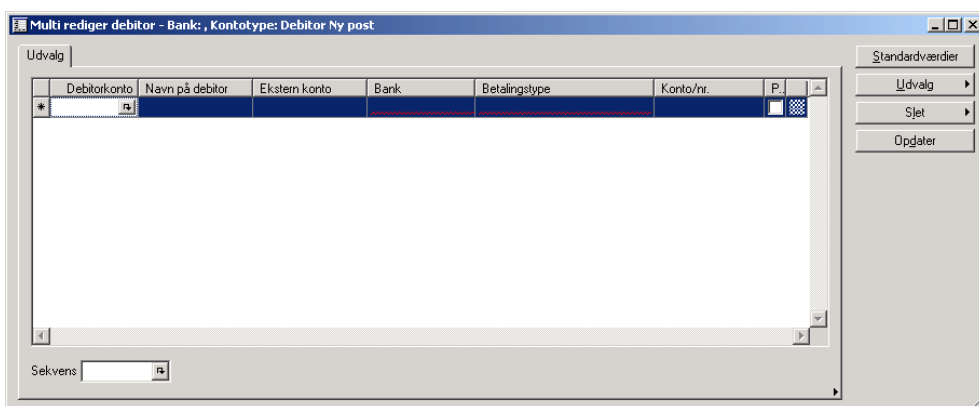 Multi rediger debitor - Bank: , Kontotype: Debitor Ny post
Udvalg
Debitorkonto Navn på debitor Ekstern konto Bank Betalingstype Konto/nr. P..
*
Sekvens
Standardværdier
Udvalg
Slet
Opdater